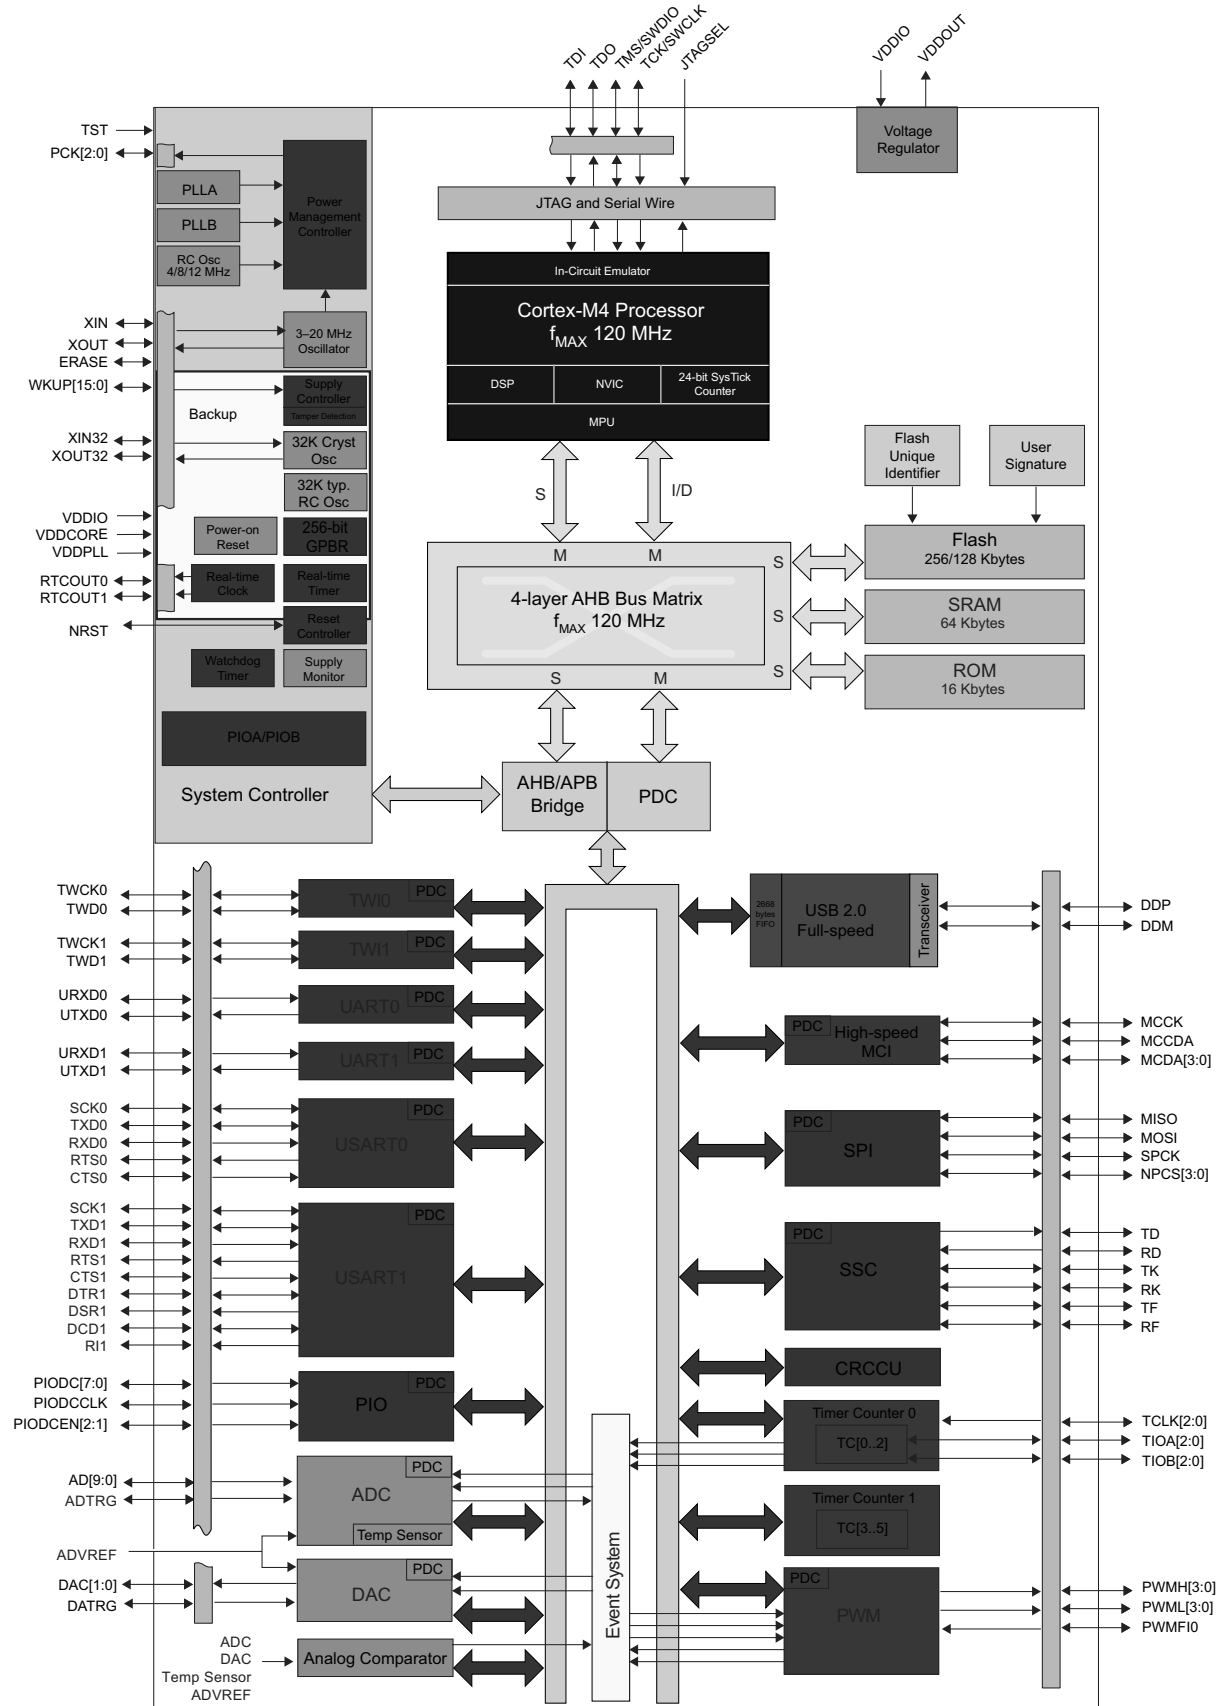 TDI
TDO
TMS/SWDIO
TCK/SWCLK
JTAGSEL
VDDIO
VDDOUT
TST
PCK[2:0]
PLLA
PLLB
RC Osc
4/8/12 MHz
Power
Management
Controller
XIN
XOUT
ERASE
WKUP[15:0]
3–20 MHz
Oscillator
Supply
Controller
Tamper Detection
Backup
XIN32
XOUT32
32K Cryst
Osc
32K typ.
RC Osc
VDDIO
VDDCORE
VDDPLL
Power-on
Reset
256-bit
GPBR
RTCOUT0
RTCOUT1
Real-time
Clock
Real-time
Timer
NRST
Reset
Controller
Watchdog
Timer
Supply
Monitor
PIOA/PIOB
System Controller
Voltage
Regulator
JTAG and Serial Wire
In-Circuit Emulator
Cortex-M4 Processor
fMAX 120 MHz
DSP
NVIC
24-bit SysTick
Counter
MPU
S
I/D
M
M
S
4-layer AHB Bus Matrix
fMAX 120 MHz
S
S
S
M
Flash
Unique
Identifier
User
Signature
Flash
256/128 Kbytes
SRAM
64 Kbytes
ROM
16 Kbytes
AHB/APB
Bridge
PDC
TWCK0
TWD0
PDC
TWI0
TWCK1
TWD1
PDC
TWI1
URXD0
UTXD0
PDC
UART0
URXD1
UTXD1
PDC
UART1
SCK0
TXD0
RXD0
RTS0
CTS0
PDC
USART0
SCK1
TXD1
RXD1
RTS1
CTS1
DTR1
DSR1
DCD1
RI1
PDC
USART1
PIODC[7:0]
PIODCCLK
PIODCEN[2:1]
PDC
PIO
AD[9:0]
ADTRG
PDC
ADC
Temp Sensor
ADVREF
DAC[1:0]
DATRG
PDC
DAC
ADC
DAC
Temp Sensor
ADVREF
Analog Comparator
Event System
2668
bytes
FIFO
USB 2.0
Full-speed
Transceiver
DDP
DDM
PDC
High-speed
MCI
MCCK
MCCDA
MCDA[3:0]
PDC
SPI
MISO
MOSI
SPCK
NPCS[3:0]
PDC
SSC
TD
RD
TK
RK
TF
RF
CRCCU
Timer Counter 0
TC[0..2]
TCLK[2:0]
TIOA[2:0]
TIOB[2:0]
Timer Counter 1
TC[3..5]
PDC
PWM
PWMH[3:0]
PWML[3:0]
PWMFI0